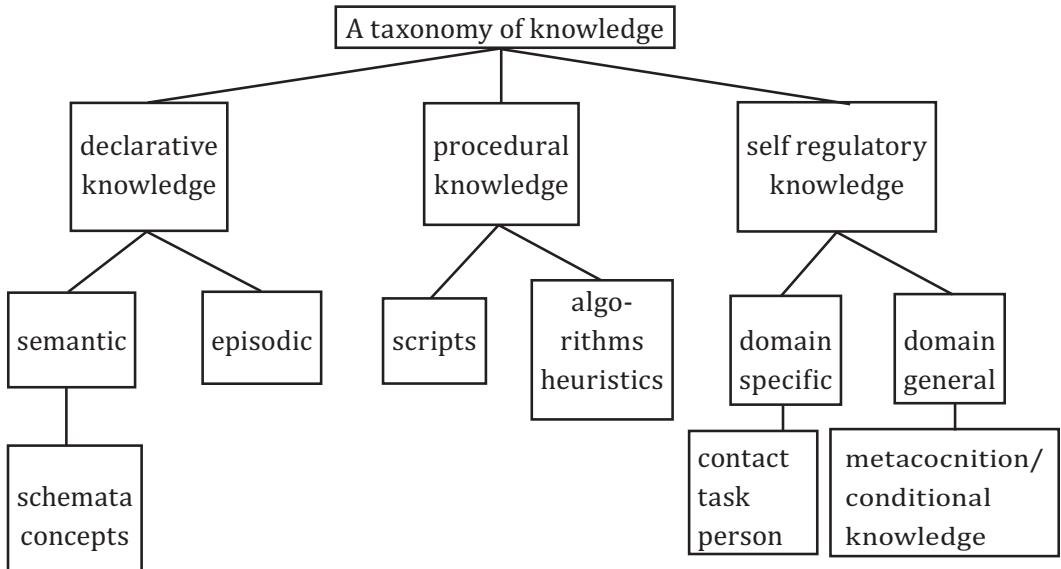 A taxonomy of knowledge
declarative
knowledge
procedural
knowledge
self regulatory
knowledge
semantic
episodic
scripts
algo-
rithms
heuristics
domain
specific
domain
general
schemata
concepts
contact
task
person
metacocnition/
conditional
knowledge